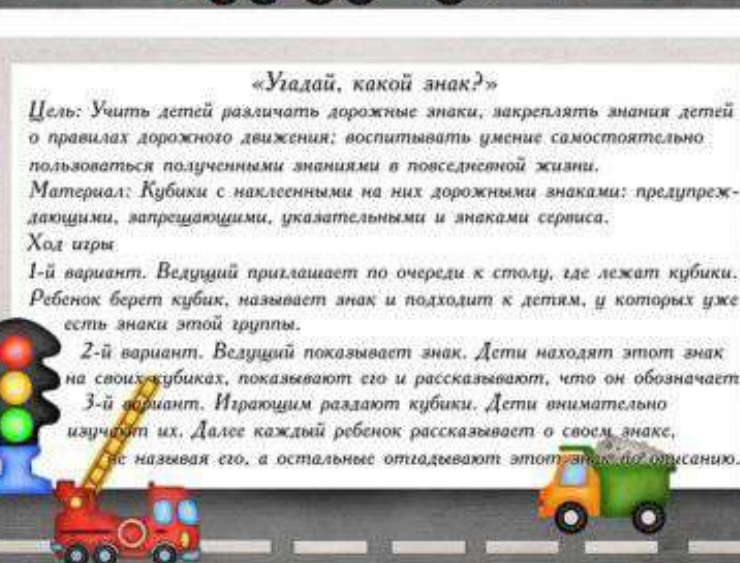 «Угадай, какой знак?»
Цель: Учить детей различать дорожные знаки, закреплять знания детей
о правилах дорожного движения; воспитывать умение самостоятельно
пользоваться полученными знаниями в повседневной жизни.
Материал: Кубики с наклеенными на них дорожными знаками: предупреж-
дающими, запрещающими, указательными и знаками сервиса.
Ход игры
1-й вариант. Ведущий приглашает по очереди к столу, где лежат кубики.
Ребенок берет кубик, называет знак и подходит к детям, у которых уже
есть знаки этой группы.
2-й вариант. Ведущий показывает знак. Дети находят этот знак
на своих кубиках, показывают его и рассказывают, что он обозначает
3-й вариант. Играющим раздают кубики. Дети внимательно
изучают их. Далее каждый ребенок рассказывает о своем знаке,
не называя его, а остальные отгадывают этот знак по описанию.